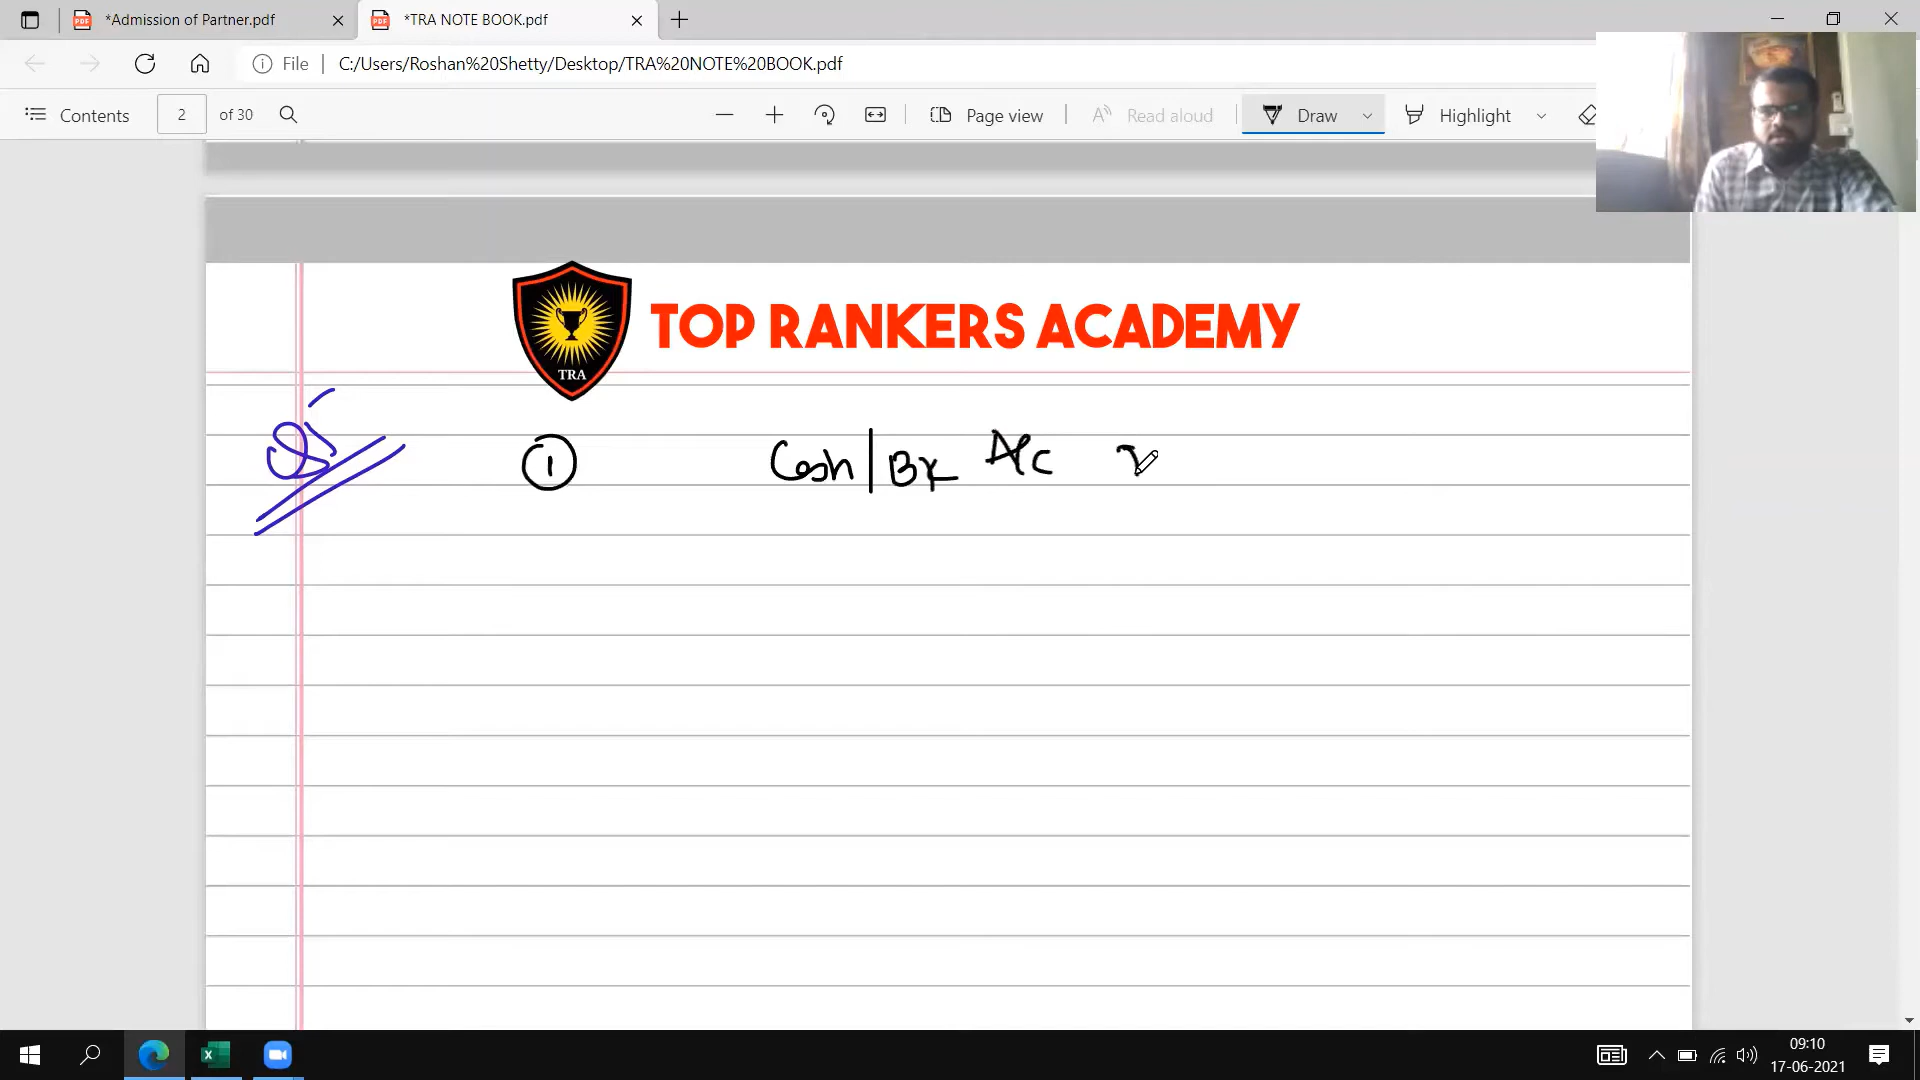 *Admission of Partner.pdf
*TRA NOTE BOOK.pdf
File
C:/Users/Roshan%20Shetty/Desktop/TRA%20NOTE%20BOOK.pdf
Contents
2
of 30
Page view
Read aloud
Draw
Highlight
TRA
TOP RANKERS ACADEMY
① Cash | Bk A/c
09:10
17-06-2021